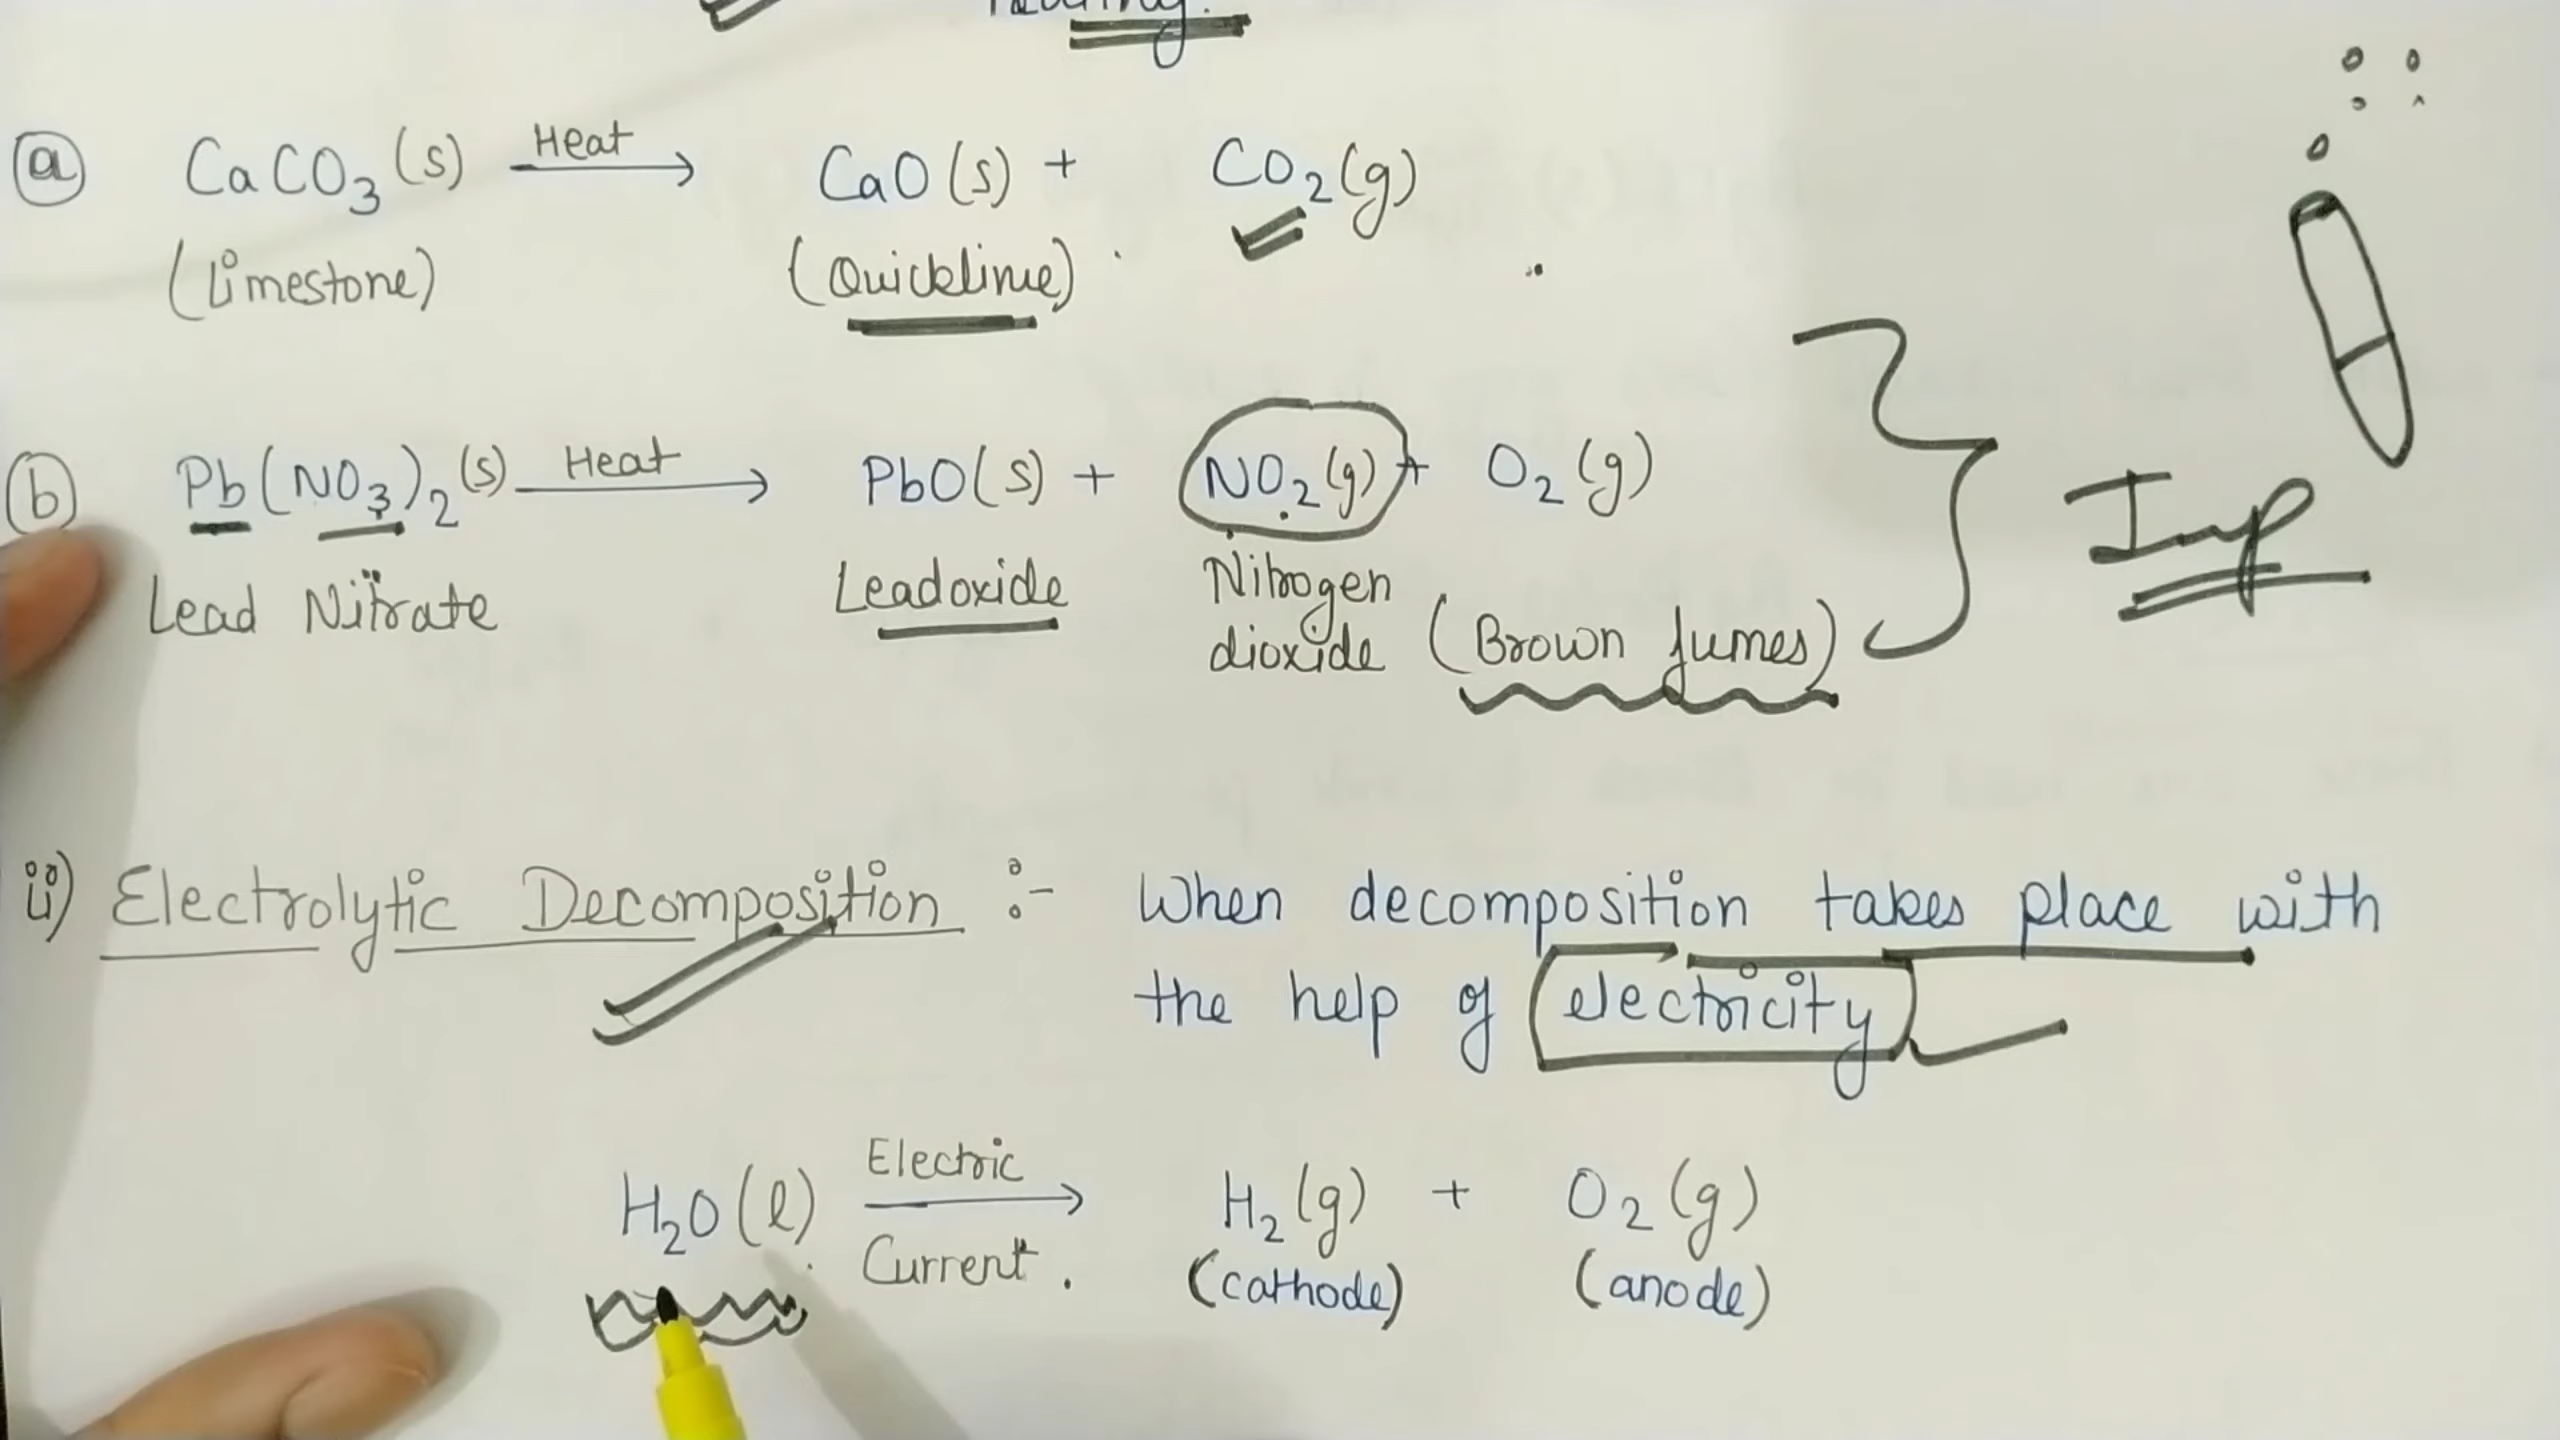 ⓐ CaCO₃(s) Heat → CaO(s) + CO₂(g)
(Limestone) (Quicklime)
ⓑ Pb(NO₃)₂(s) Heat → PbO(s) + NO₂(g) + O₂(g)
Lead Nitrate Leadoxide Nitrogen dioxide (Brown fumes)
Imp
ii) Electrolytic Decomposition :- When decomposition takes place with
the help of electricity
H₂O(l) Electric Current → H₂(g) + O₂(g)
(cathode) (anode)